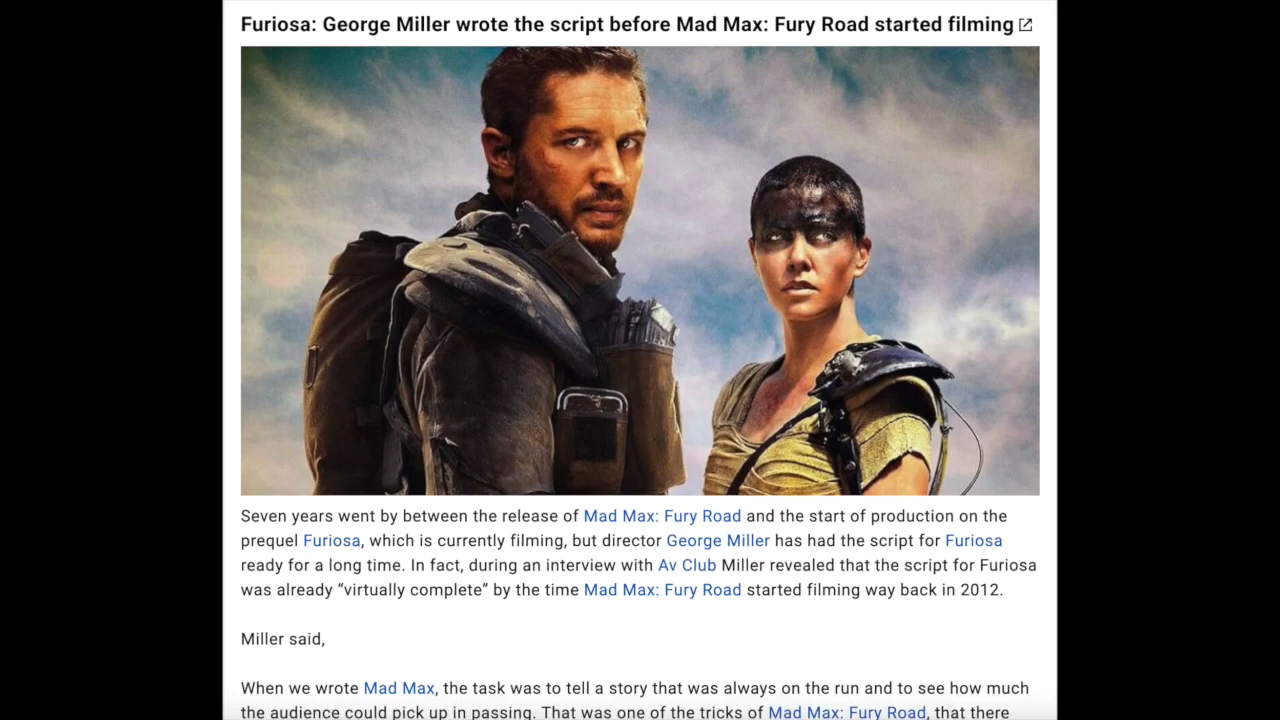 Furiosa: George Miller wrote the script before Mad Max: Fury Road started filming
Seven years went by between the release of Mad Max: Fury Road and the start of production on the
prequel Furiosa, which is currently filming, but director George Miller has had the script for Furiosa
ready for a long time. In fact, during an interview with Av Club Miller revealed that the script for Furiosa
was already “virtually complete” by the time Mad Max: Fury Road started filming way back in 2012.
Miller said,
When we wrote Mad Max, the task was to tell a story that was always on the run and to see how much
the audience could pick up in passing. That was one of the tricks of Mad Max: Fury Road, that there